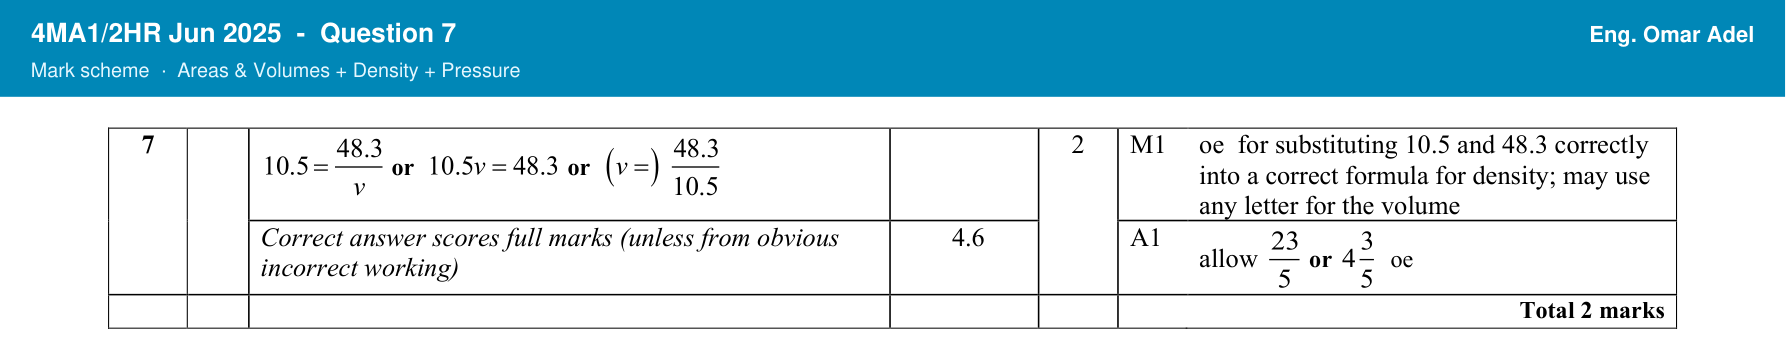 4MA1/2HR Jun 2025 - Question 7
Eng. Omar Adel
Mark scheme · Areas & Volumes + Density + Pressure
7
10.5 = 48.3/v or 10.5v = 48.3 or (v =) 48.3/10.5
2
M1 oe for substituting 10.5 and 48.3 correctly
into a correct formula for density; may use
any letter for the volume
Correct answer scores full marks (unless from obvious
incorrect working)
4.6
A1 allow 23/5 or 4 3/5 oe
Total 2 marks